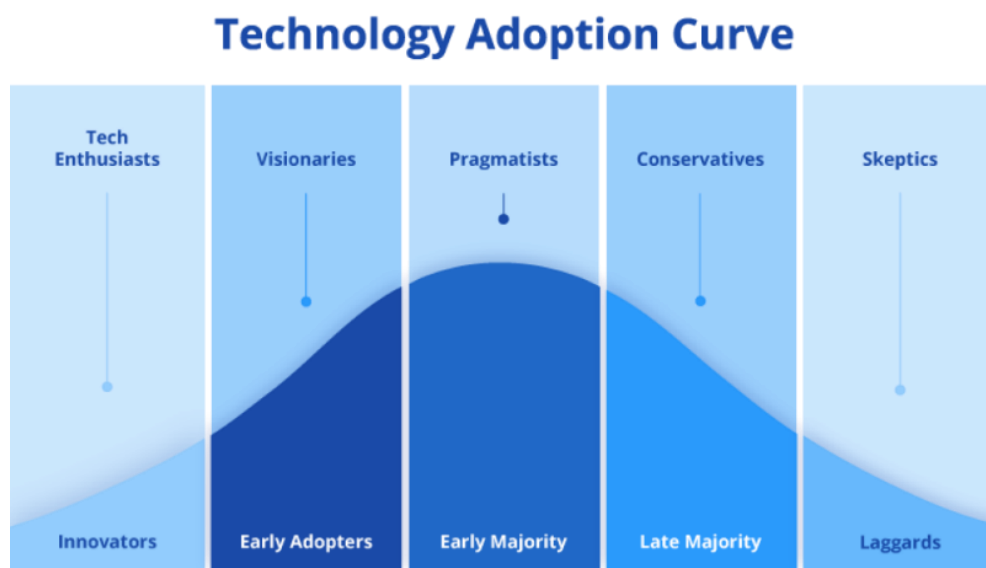 Technology Adoption Curve
Tech
Enthusiasts
Visionaries
Pragmatists
Conservatives
Skeptics
Innovators
Early Adopters
Early Majority
Late Majority
Laggards